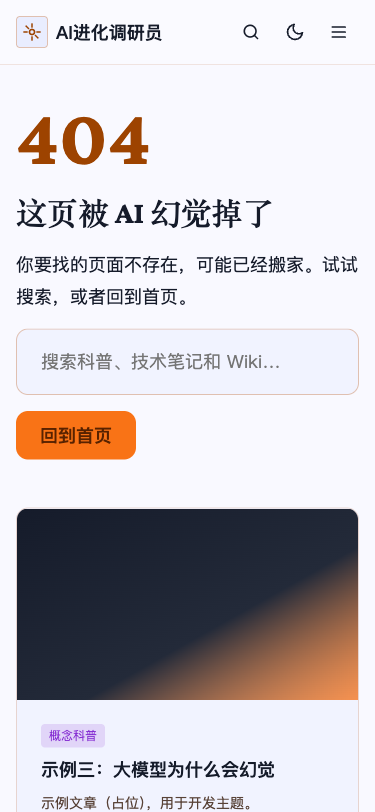 AI进化调研员
404
这页被 AI 幻觉掉了
你要找的页面不存在，可能已经搬家。试试
搜索，或者回到首页。
搜索科普、技术笔记和 Wiki…
回到首页
概念科普
示例三：大模型为什么会幻觉
示例文章（占位），用于开发主题。